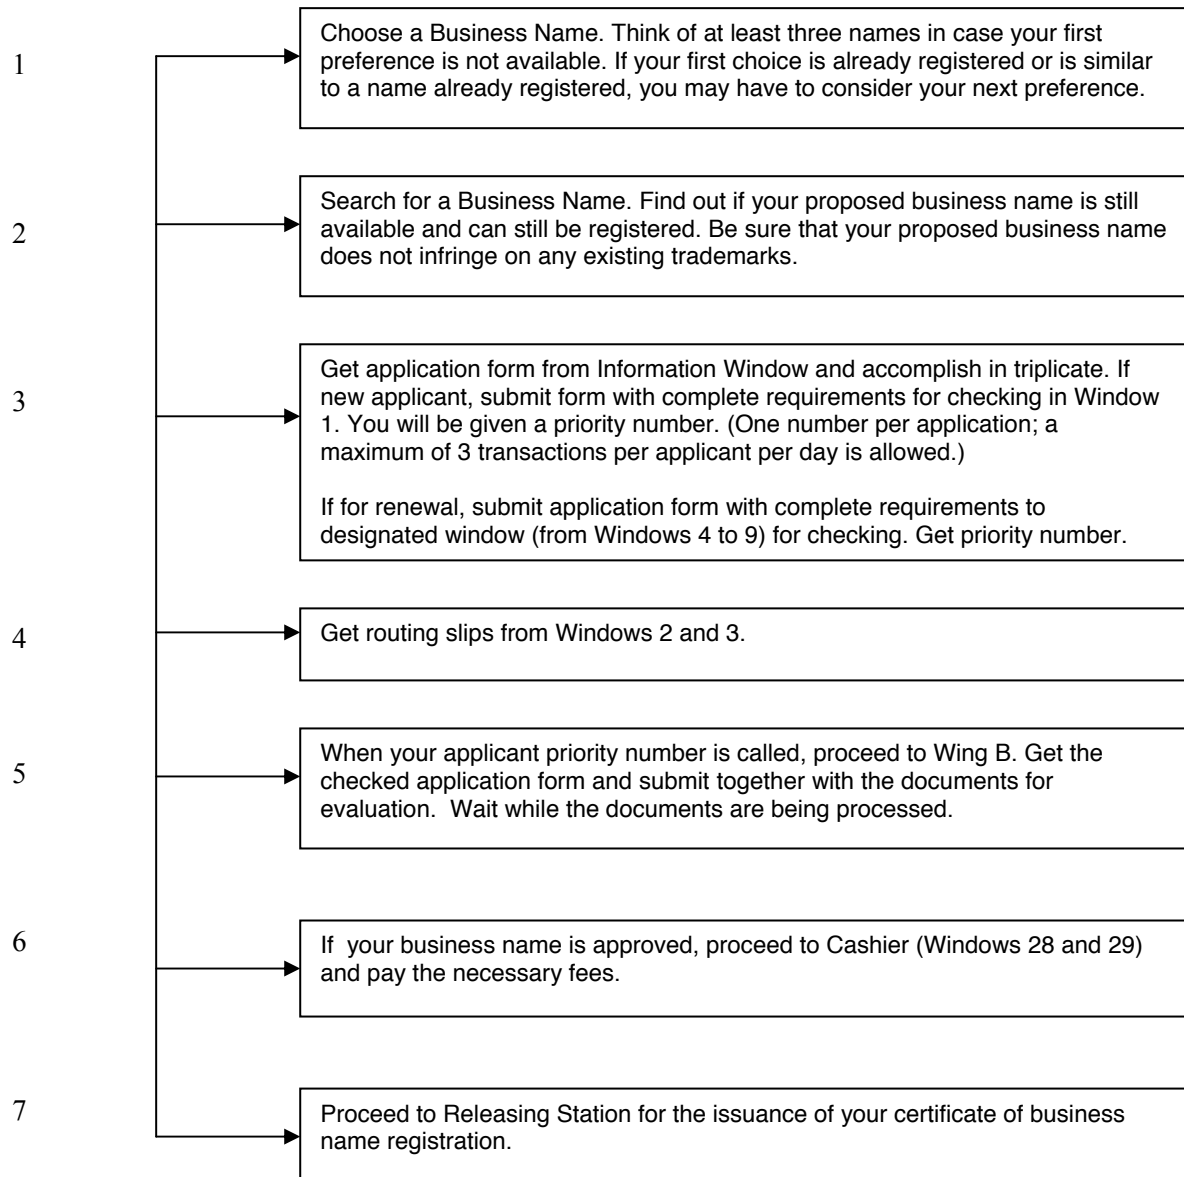 1
Choose a Business Name. Think of at least three names in case your first
preference is not available. If your first choice is already registered or is similar
to a name already registered, you may have to consider your next preference.
2
Search for a Business Name. Find out if your proposed business name is still
available and can still be registered. Be sure that your proposed business name
does not infringe on any existing trademarks.
3
Get application form from Information Window and accomplish in triplicate. If
new applicant, submit form with complete requirements for checking in Window
1. You will be given a priority number. (One number per application; a
maximum of 3 transactions per applicant per day is allowed.)
If for renewal, submit application form with complete requirements to
designated window (from Windows 4 to 9) for checking. Get priority number.
4
Get routing slips from Windows 2 and 3.
5
When your applicant priority number is called, proceed to Wing B. Get the
checked application form and submit together with the documents for
evaluation.  Wait while the documents are being processed.
6
If  your business name is approved, proceed to Cashier (Windows 28 and 29)
and pay the necessary fees.
7
Proceed to Releasing Station for the issuance of your certificate of business
name registration.